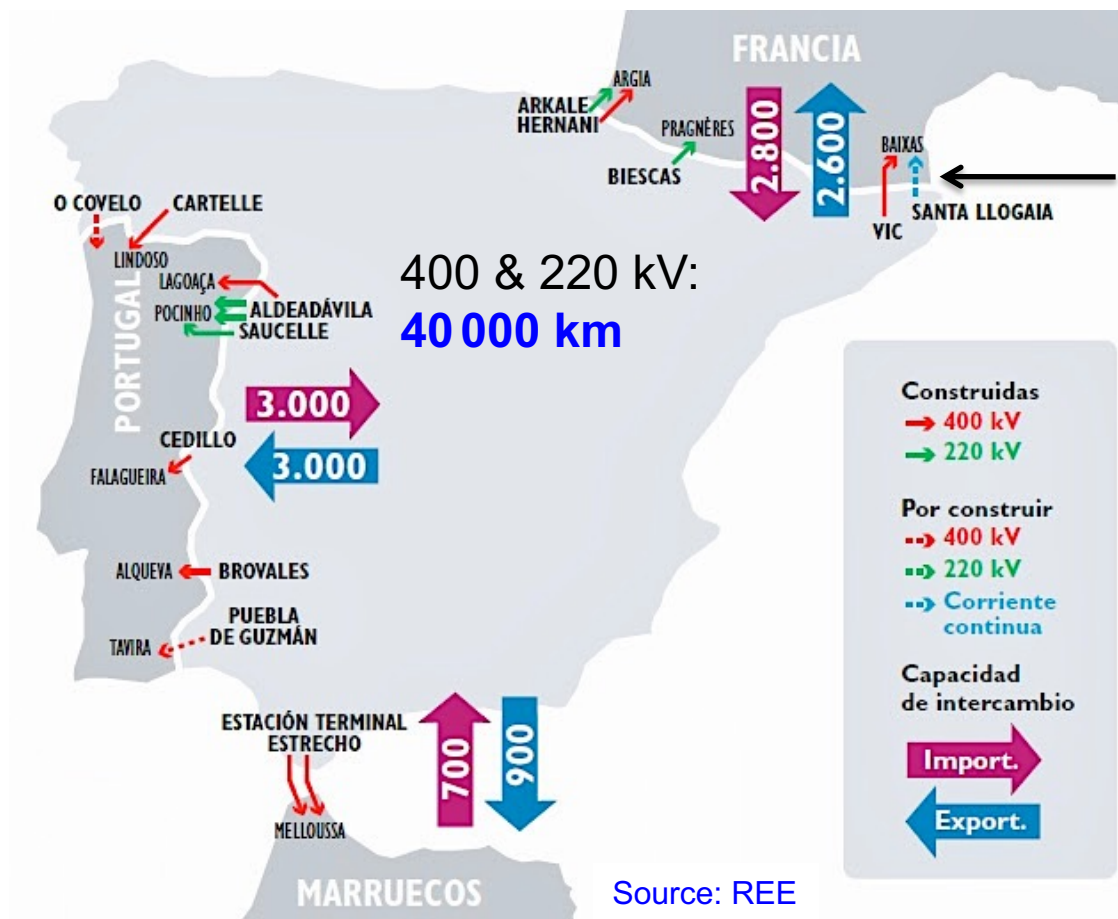 FRANCIA
ARGIA
ARKALE
HERNANI
PRAGNÈRES
BIESCAS
2.800
2.600
BAIXAS
SANTA LLOGAIA
VIC
O COVELO
CARTELLE
LINDOSO
LAGOAÇA
POCINHO
ALDEADÁVILA
SAUCELLE
PORTUGAL
400 & 220 kV:
40 000 km
3.000
3.000
CEDILLO
FALAGUEIRA
ALQUEVA
BROVALES
PUEBLA
DE GUZMÁN
TAVIRA
ESTACIÓN TERMINAL
ESTRECHO
MELLOUSSA
700
900
MARRUECOS
Construidas
400 kV
220 kV
Por construir
400 kV
220 kV
Corriente
continua
Capacidad
de intercambio
Import.
Export.
Source: REE